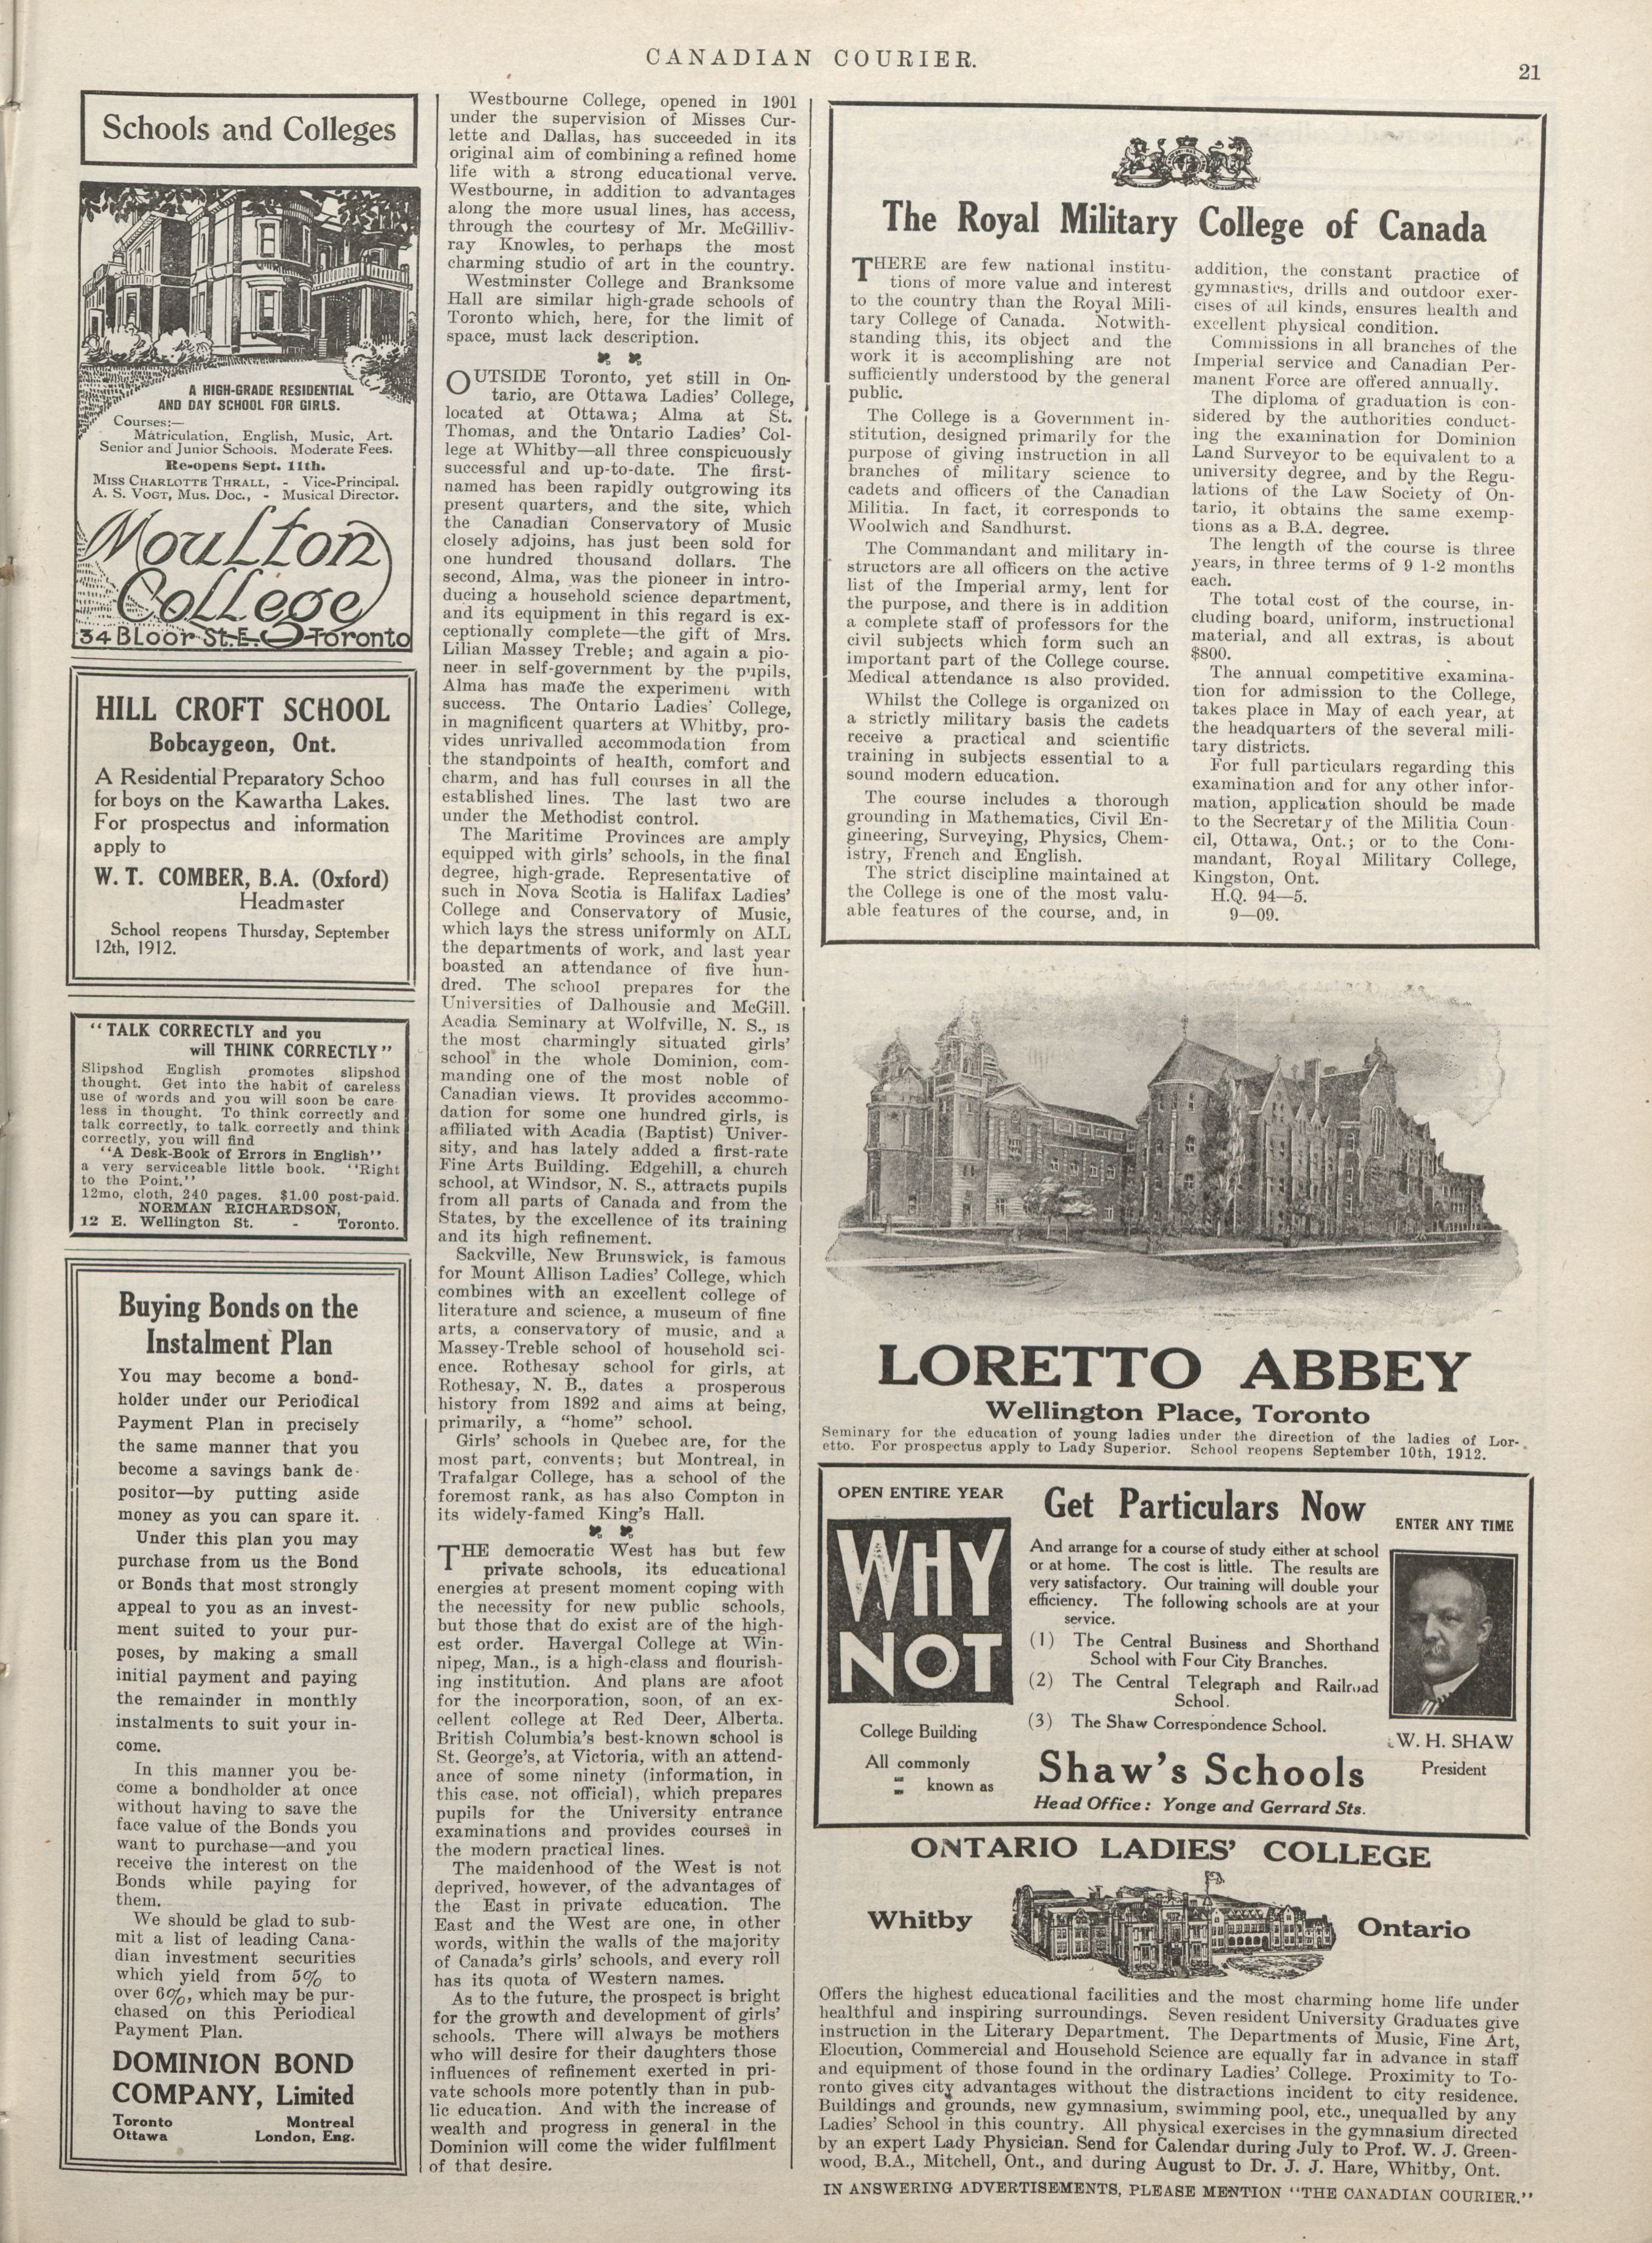 CANADIAN COURIER.
21
Schools and Colleges
A HIGH-GRADE RESIDENTIAL
AND DAY SCHOOL FOR GIRLS.
Courses:—
Matriculation, English, Music, Art.
Senior and Junior Schools. Moderate Fees.
Re-opens Sept. 11th.
MISS CHARLOTTE THRALL, - Vice-Principal.
A. S. VOGT, Mus. Doc., - Musical Director.
Moulton
College
34 Bloor St. E. Toronto
HILL CROFT SCHOOL
Bobcaygeon, Ont.
A Residential Preparatory Schoo
for boys on the Kawartha Lakes.
For prospectus and information
apply to
W. T. COMBER, B.A. (Oxford)
Headmaster
School reopens Thursday, September
12th, 1912.
"TALK CORRECTLY and you
will THINK CORRECTLY"
Slipshod English promotes slipshod
thought. Get into the habit of careless
use of words and you will soon be care-
less in thought. To think correctly and
talk correctly, to talk correctly and think
correctly, you will find
"A Desk-Book of Errors in English"
a very serviceable little book. "Right
to the Point."
12mo, cloth, 240 pages. $1.00 post-paid.
NORMAN RICHARDSON,
12 E. Wellington St. - Toronto.
Buying Bonds on the
Instalment Plan
You may become a bond-
holder under our Periodical
Payment Plan in precisely
the same manner that you
become a savings bank de-
positor—by putting aside
money as you can spare it.
Under this plan you may
purchase from us the Bond
or Bonds that most strongly
appeal to you as an invest-
ment suited to your pur-
poses, by making a small
initial payment and paying
the remainder in monthly
instalments to suit your in-
come.
In this manner you be-
come a bondholder at once
without having to save the
face value of the Bonds you
want to purchase—and you
receive the interest on the
Bonds while paying for
them.
We should be glad to sub-
mit a list of leading Cana-
dian investment securities
which yield from 5% to
over 6%, which may be pur-
chased on this Periodical
Payment Plan.
DOMINION BOND
COMPANY, Limited
Toronto Montreal
Ottawa London, Eng.
Westbourne College, opened in 1901
under the supervision of Misses Cur-
lette and Dallas, has succeeded in its
original aim of combining a refined home
life with a strong educational verve.
Westbourne, in addition to advantages
along the more usual lines, has access,
through the courtesy of Mr. McGilliv-
ray Knowles, to perhaps the most
charming studio of art in the country.
Westminster College and Branksome
Hall are similar high-grade schools of
Toronto which, here, for the limit of
space, must lack description.
OUTSIDE Toronto, yet still in On-
tario, are Ottawa Ladies' College,
located at Ottawa; Alma at St.
Thomas, and the Ontario Ladies' Col-
lege at Whitby—all three conspicuously
successful and up-to-date. The first-
named has been rapidly outgrowing its
present quarters, and the site, which
the Canadian Conservatory of Music
closely adjoins, has just been sold for
one hundred thousand dollars. The
second, Alma, was the pioneer in intro-
ducing a household science department,
and its equipment in this regard is ex-
ceptionally complete—the gift of Mrs.
Lilian Massey Treble; and again a pio-
neer in self-government by the pupils,
Alma has made the experiment with
success. The Ontario Ladies' College,
in magnificent quarters at Whitby, pro-
vides unrivalled accommodation from
the standpoints of health, comfort and
charm, and has full courses in all the
established lines. The last two are
under the Methodist control.
The Maritime Provinces are amply
equipped with girls' schools, in the final
degree, high-grade. Representative of
such in Nova Scotia is Halifax Ladies'
College and Conservatory of Music,
which lays the stress uniformly on ALL
the departments of work, and last year
boasted an attendance of five hun-
dred. The school prepares for the
Universities of Dalhousie and McGill.
Acadia Seminary at Wolfville, N. S., is
the most charmingly situated girls'
school in the whole Dominion, com-
manding one of the most noble of
Canadian views. It provides accommo-
dation for some one hundred girls, is
affiliated with Acadia (Baptist) Univer-
sity, and has lately added a first-rate
Fine Arts Building. Edgehill, a church
school, at Windsor, N. S., attracts pupils
from all parts of Canada and from the
States, by the excellence of its training
and its high refinement.
Sackville, New Brunswick, is famous
for Mount Allison Ladies' College, which
combines with an excellent college of
literature and science, a museum of fine
arts, a conservatory of music, and a
Massey-Treble school of household sci-
ence. Rothesay school for girls, at
Rothesay, N. B., dates a prosperous
history from 1892 and aims at being,
primarily, a "home" school.
Girls' schools in Quebec are, for the
most part, convents; but Montreal, in
Trafalgar College, has a school of the
foremost rank, as has also Compton in
its widely-famed King's Hall.
THE democratic West has but few
private schools, its educational
energies at present moment coping with
the necessity for new public schools,
but those that do exist are of the high-
est order. Havergal College at Win-
nipeg, Man., is a high-class and flourish-
ing institution. And plans are afoot
for the incorporation, soon, of an ex-
cellent college at Red Deer, Alberta.
British Columbia's best-known school is
St. George's, at Victoria, with an attend-
ance of some ninety (information, in
this case, not official), which prepares
pupils for the University entrance
examinations and provides courses in
the modern practical lines.
The maidenhood of the West is not
deprived, however, of the advantages of
the East in private education. The
East and the West are one, in other
words, within the walls of the majority
of Canada's girls' schools, and every roll
has its quota of Western names.
As to the future, the prospect is bright
for the growth and development of girls'
schools. There will always be mothers
who will desire for their daughters those
influences of refinement exerted in pri-
vate schools more potently than in pub-
lic education. And with the increase of
wealth and progress in general in the
Dominion will come the wider fulfilment
of that desire.
The Royal Military College of Canada
THERE are few national institu-
tions of more value and interest
to the country than the Royal Mili-
tary College of Canada. Notwith-
standing this, its object and the
work it is accomplishing are not
sufficiently understood by the general
public.
The College is a Government in-
stitution, designed primarily for the
purpose of giving instruction in all
branches of military science to
cadets and officers of the Canadian
Militia. In fact, it corresponds to
Woolwich and Sandhurst.
The Commandant and military in-
structors are all officers on the active
list of the Imperial army, lent for
the purpose, and there is in addition
a complete staff of professors for the
civil subjects which form such an
important part of the College course.
Medical attendance is also provided.
Whilst the College is organized on
a strictly military basis the cadets
receive a practical and scientific
training in subjects essential to a
sound modern education.
The course includes a thorough
grounding in Mathematics, Civil En-
gineering, Surveying, Physics, Chem-
istry, French and English.
The strict discipline maintained at
the College is one of the most valu-
able features of the course, and, in
addition, the constant practice of
gymnastics, drills and outdoor exer-
cises of all kinds, ensures health and
excellent physical condition.
Commissions in all branches of the
Imperial service and Canadian Per-
manent Force are offered annually.
The diploma of graduation is con-
sidered by the authorities conduct-
ing the examination for Dominion
Land Surveyor to be equivalent to a
university degree, and by the Regu-
lations of the Law Society of On-
tario, it obtains the same exemp-
tions as a B.A. degree.
The length of the course is three
years, in three terms of 9 1-2 months
each.
The total cost of the course, in-
cluding board, uniform, instructional
material, and all extras, is about
$800.
The annual competitive examina-
tion for admission to the College,
takes place in May of each year, at
the headquarters of the several mili-
tary districts.
For full particulars regarding this
examination and for any other infor-
mation, application should be made
to the Secretary of the Militia Coun-
cil, Ottawa, Ont.; or to the Com-
mandant, Royal Military College,
Kingston, Ont.
H.Q. 94—5.
9—09.
LORETTO ABBEY
Wellington Place, Toronto
Seminary for the education of young ladies under the direction of the ladies of Lor-
etto. For prospectus apply to Lady Superior. School reopens September 10th, 1912.
OPEN ENTIRE YEAR
WHY
NOT
College Building
All commonly
known as
Get Particulars Now
ENTER ANY TIME
And arrange for a course of study either at school
or at home. The cost is little. The results are
very satisfactory. Our training will double your
efficiency. The following schools are at your
service.
(1) The Central Business and Shorthand
School with Four City Branches.
(2) The Central Telegraph and Railroad
School.
(3) The Shaw Correspondence School.
W. H. SHAW
President
Shaw's Schools
Head Office: Yonge and Gerrard Sts.
ONTARIO LADIES' COLLEGE
Whitby Ontario
Offers the highest educational facilities and the most charming home life under
healthful and inspiring surroundings. Seven resident University Graduates give
instruction in the Literary Department. The Departments of Music, Fine Art,
Elocution, Commercial and Household Science are equally far in advance in staff
and equipment of those found in the ordinary Ladies' College. Proximity to To-
ronto gives city advantages without the distractions incident to city residence.
Buildings and grounds, new gymnasium, swimming pool, etc., unequalled by any
Ladies' School in this country. All physical exercises in the gymnasium directed
by an expert Lady Physician. Send for Calendar during July to Prof. W. J. Green-
wood, B.A., Mitchell, Ont., and during August to Dr. J. J. Hare, Whitby, Ont.
IN ANSWERING ADVERTISEMENTS, PLEASE MENTION "THE CANADIAN COURIER."